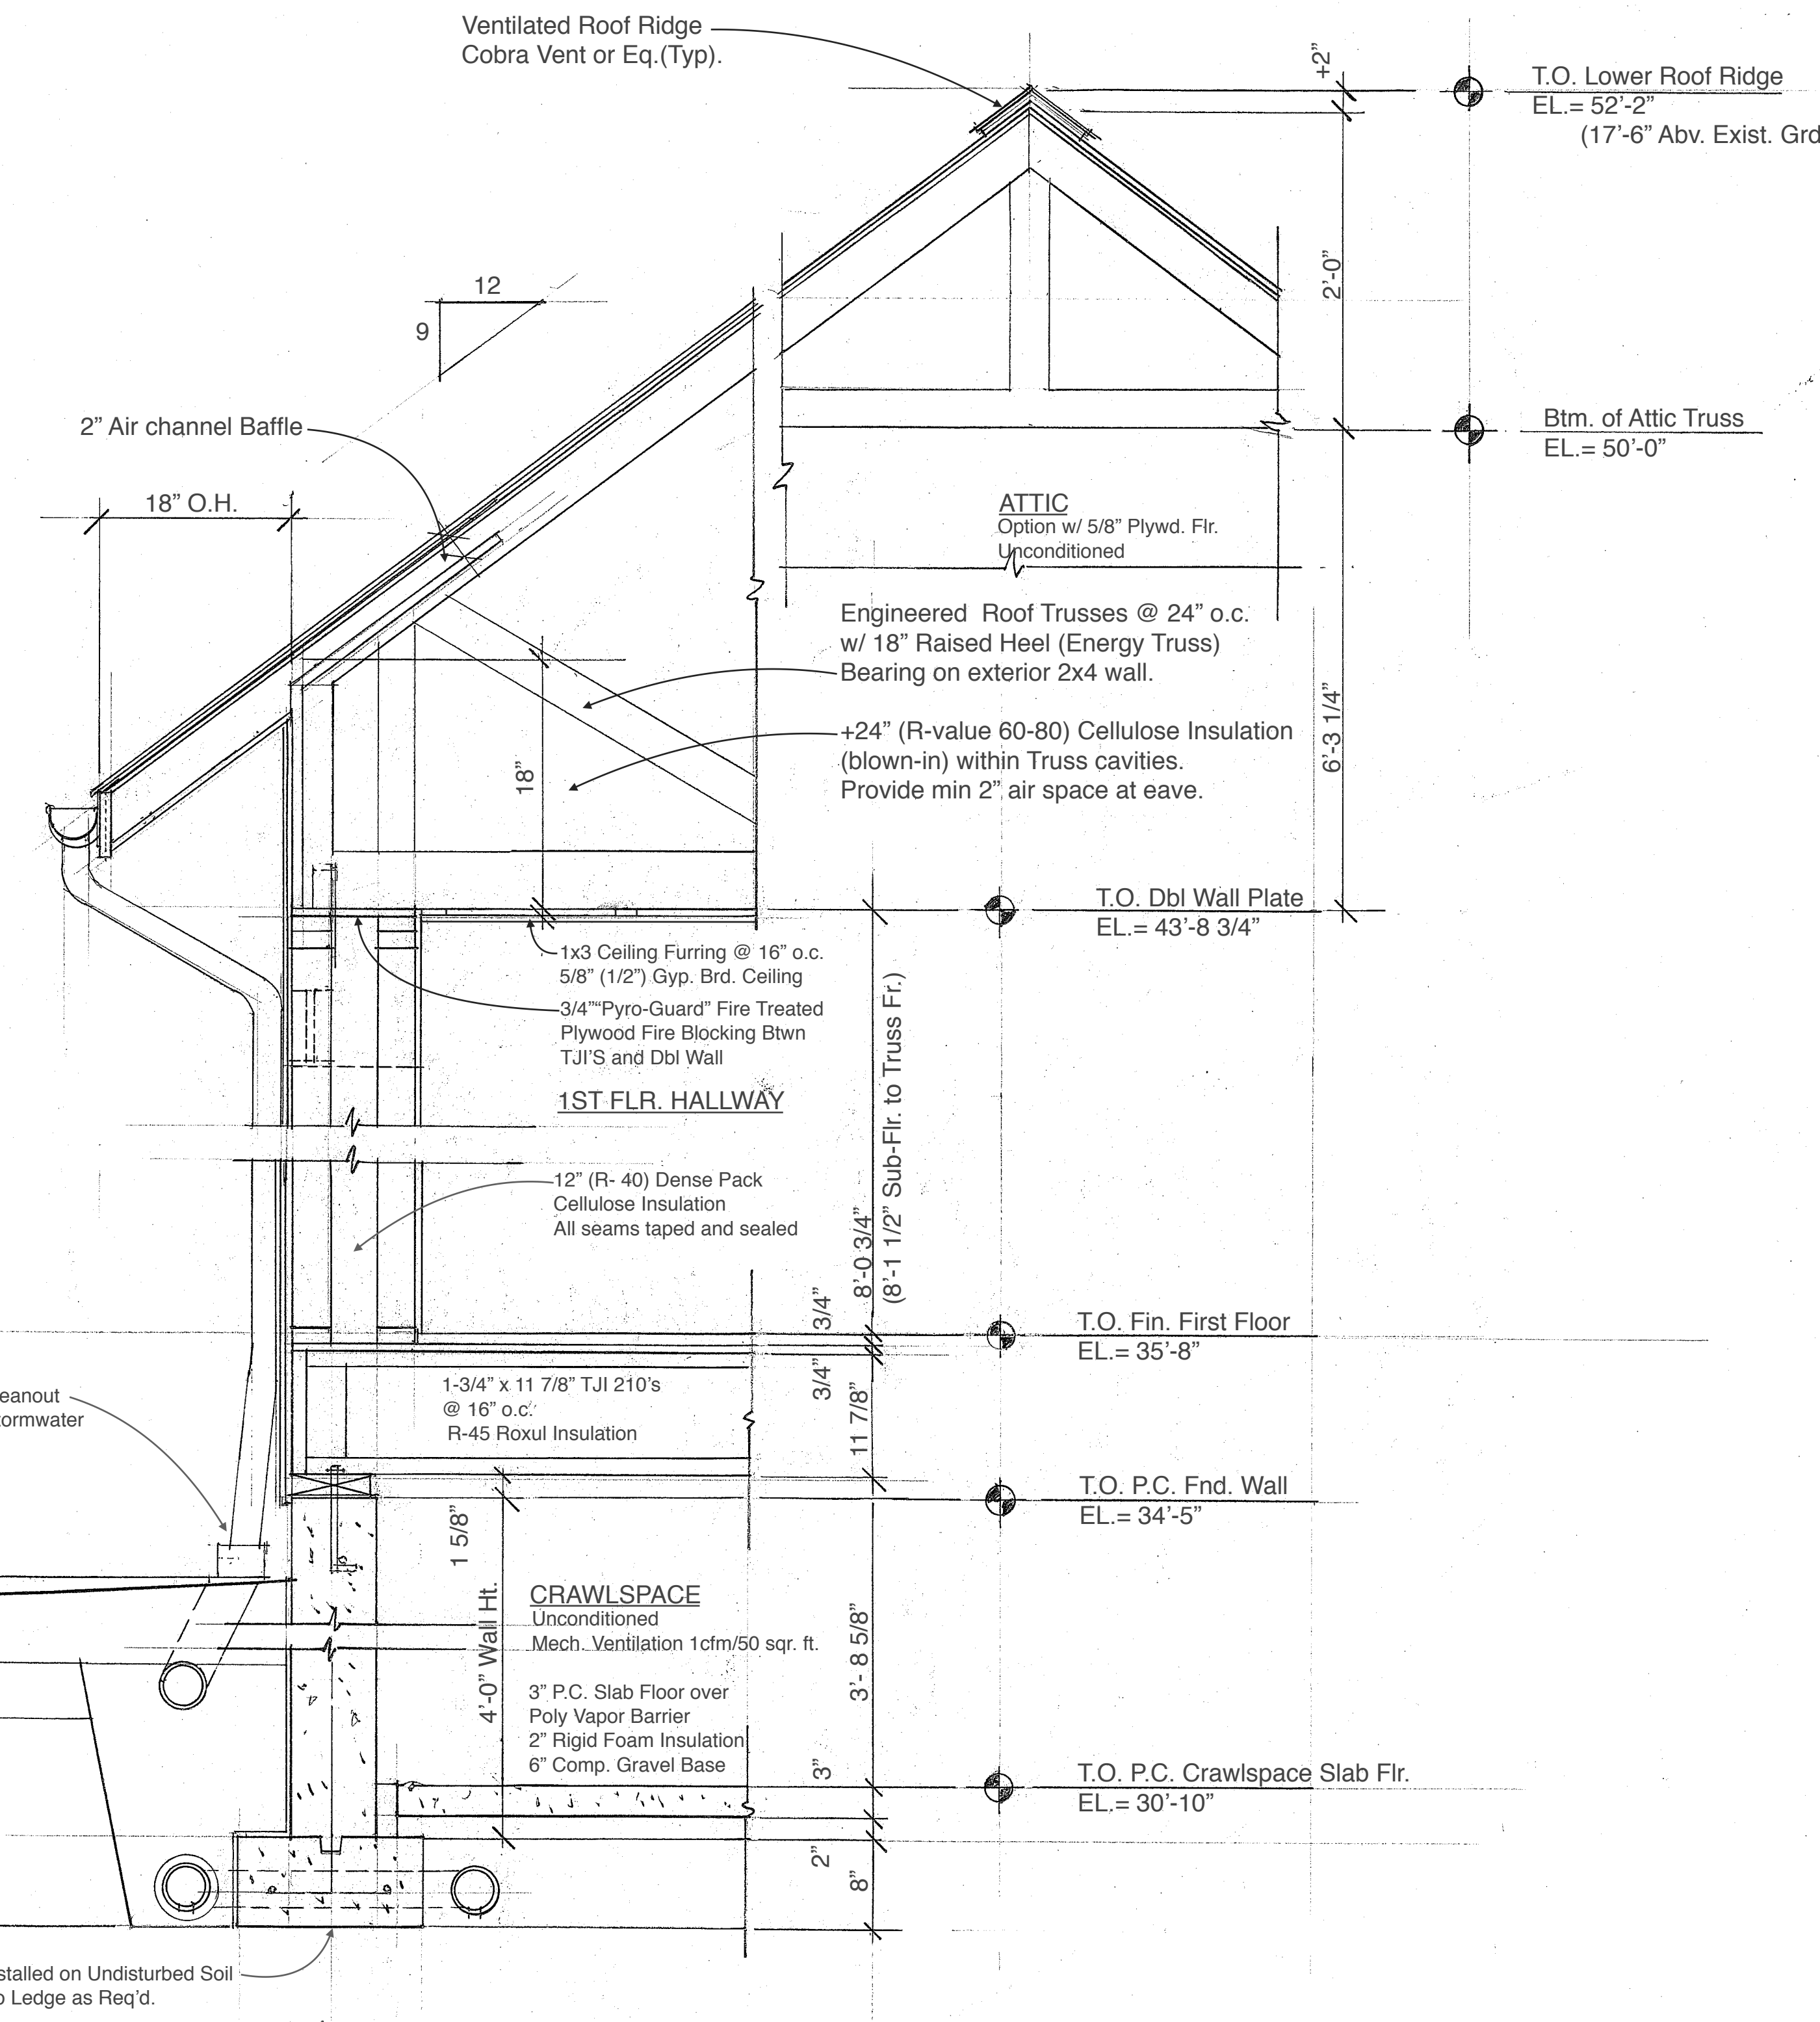 Ventilated Roof Ridge
Cobra Vent or Eq.(Typ).
+2”
T.O. Lower Roof Ridge
EL.= 52’-2”
(17’-6” Abv. Exist. Grd
12
9
2’-0”
2” Air channel Baffle
Btm. of Attic Truss
EL.= 50’-0”
18” O.H.
ATTIC
Option w/ 5/8” Plywd. Flr.
Unconditioned
Engineered Roof Trusses @ 24” o.c.
w/ 18” Raised Heel (Energy Truss)
Bearing on exterior 2x4 wall.
6’-3 1/4”
18”
+24” (R-value 60-80) Cellulose Insulation
(blown-in) within Truss cavities.
Provide min 2” air space at eave.
T.O. Dbl Wall Plate
EL.= 43’-8 3/4”
1x3 Ceiling Furring @ 16” o.c.
5/8” (1/2”) Gyp. Brd. Ceiling
3/4”“Pyro-Guard” Fire Treated
Plywood Fire Blocking Btwn
TJI’S and Dbl Wall
1ST FLR. HALLWAY
8’-0 3/4”
(8’-1 1/2” Sub-Flr. to Truss Fr.)
12” (R- 40) Dense Pack
Cellulose Insulation
All seams taped and sealed
3/4”
T.O. Fin. First Floor
EL.= 35’-8”
3/4”
eanout
tormwater
1-3/4” x 11 7/8” TJI 210’s
@ 16” o.c.
R-45 Roxul Insulation
11 7/8”
T.O. P.C. Fnd. Wall
EL.= 34’-5”
1 5/8”
4’-0” Wall Ht.
CRAWLSPACE
Unconditioned
Mech. Ventilation 1cfm/50 sqr. ft.
3” P.C. Slab Floor over
Poly Vapor Barrier
2” Rigid Foam Insulation
6” Comp. Gravel Base
3’- 8 5/8”
3”
T.O. P.C. Crawlspace Slab Flr.
EL.= 30’-10”
2”
8”
stalled on Undisturbed Soil
o Ledge as Req’d.